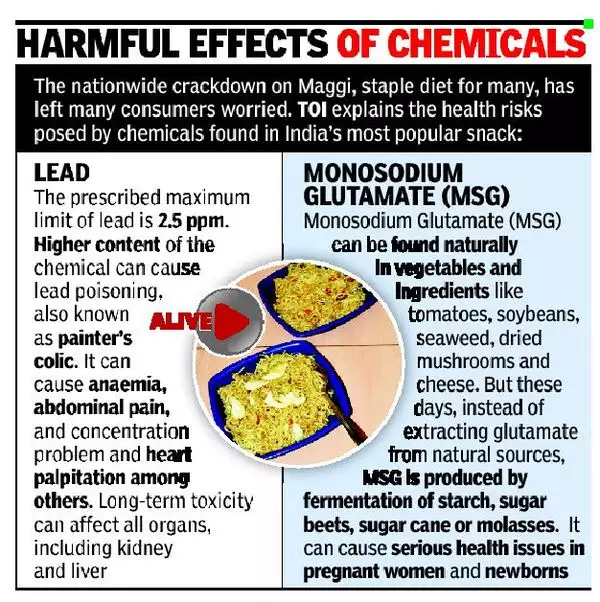 HARMFUL EFFECTS OF CHEMICALS
The nationwide crackdown on Maggi, staple diet for many, has
left many consumers worried. TOI explains the health risks
posed by chemicals found in India's most popular snack:
LEAD
The prescribed maximum
limit of lead is 2.5 ppm.
Higher content of the
chemical can cause
lead poisoning,
also known
as painter's
colic. It can
cause anaemia,
abdominal pain,
and concentration
problem and heart
palpitation among
others. Long-term toxicity
can affect all organs,
including kidney
and liver
ALIVE
MONOSODIUM
GLUTAMATE (MSG)
Monosodium Glutamate (MSG)
can be found naturally
in vegetables and
ingredients like
tomatoes, soybeans,
seaweed, dried
mushrooms and
cheese. But these
days, instead of
extracting glutamate
from natural sources,
MSG is produced by
fermentation of starch, sugar
beets, sugar cane or molasses. It
can cause serious health issues in
pregnant women and newborns